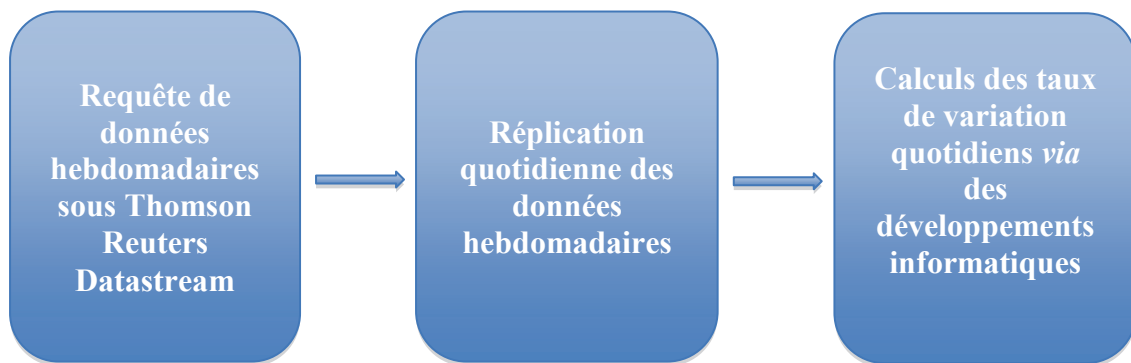 Requête de
données
hebdomadaires
sous Thomson
Reuters
Datastream
Réplication
quotidienne des
données
hebdomadaires
Calculs des taux
de variation
quotidiens via
des
développements
informatiques